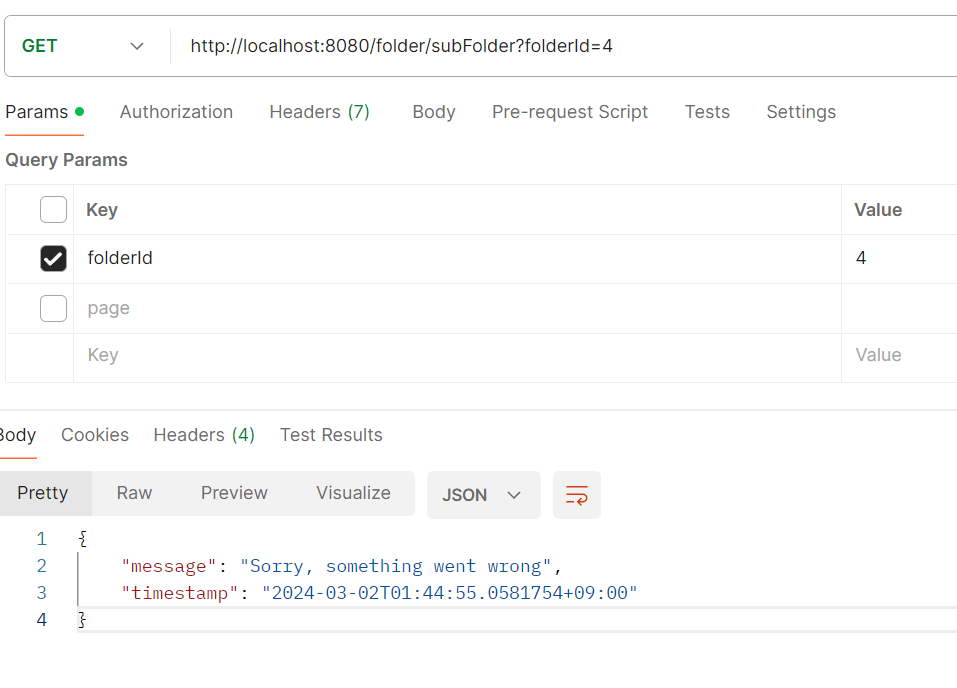 GET http://localhost:8080/folder/subFolder?folderId=4
Params Authorization Headers (7) Body Pre-request Script Tests Settings
Query Params
Key Value
folderId 4
page
Key Value
Body Cookies Headers (4) Test Results
Pretty Raw Preview Visualize JSON
1 {
2 "message": "Sorry, something went wrong",
3 "timestamp": "2024-03-02T01:44:55.0581754+09:00"
4 }